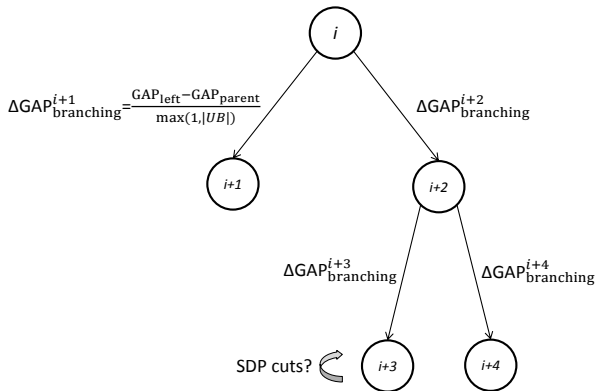 i
ΔGAP^{i+1}_{branching}=\frac{GAP_{left}−GAP_{parent}}{max(1,|UB|)}
ΔGAP^{i+2}_{branching}
i+1
i+2
ΔGAP^{i+3}_{branching}
ΔGAP^{i+4}_{branching}
SDP cuts?
i+3
i+4